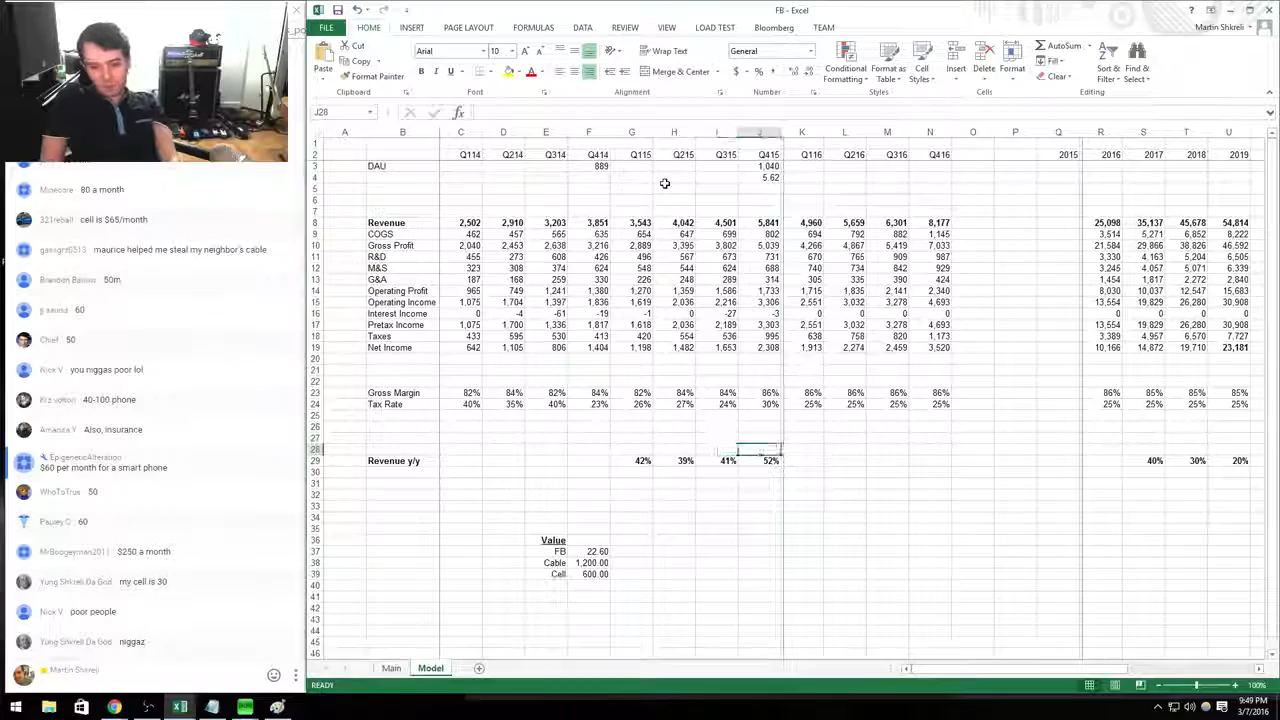 FB - Excel
FILE HOME INSERT PAGE LAYOUT FORMULAS DATA REVIEW VIEW LOAD TEST Bloomberg TEAM Martin Shkreli
Paste Cut Copy Format Painter Clipboard
Arial 10 Font
Wrap Text Merge & Center Alignment
General Number
Conditional Formatting Format as Table Cell Styles Styles
Insert Delete Format Cells
AutoSum Fill Clear Sort & Filter Find & Select Editing
J28
A B C D E F G H I J K L M N O P Q R S T U
Q114 Q214 Q314 Q414 Q115 Q215 Q315 Q415 Q116 Q216 Q316 Q416 2015 2016 2017 2018 2019
DAU 889 1,040
5.62
Revenue 2,502 2,910 3,203 3,851 3,543 4,042 4,501 5,841 4,960 5,659 6,301 8,177 25,098 35,137 45,678 54,814
COGS 462 457 565 635 654 647 699 802 694 792 882 1,145 3,514 5,271 6,852 8,222
Gross Profit 2,040 2,453 2,638 3,216 2,889 3,395 3,802 5,039 4,266 4,867 5,419 7,033 21,584 29,866 38,826 46,592
R&D 455 273 608 426 496 567 673 731 670 765 909 987 3,330 4,163 5,204 6,505
M&S 323 308 374 624 548 544 624 688 740 734 842 929 3,245 4,057 5,071 6,339
G&A 187 168 259 330 226 248 289 314 305 335 390 424 1,454 1,817 2,272 2,840
Operating Profit 965 749 1,241 1,380 1,270 1,359 1,586 1,733 1,715 1,835 2,141 2,340 8,030 10,037 12,547 15,683
Operating Income 1,075 1,704 1,397 1,836 1,619 2,036 2,216 3,306 2,551 3,032 3,278 4,693 13,554 19,829 26,280 30,908
Interest Income 0 -4 -61 -19 -1 0 -27 -3 0 0 0 0 0 0 0 0
Pretax Income 1,075 1,700 1,336 1,817 1,618 2,036 2,189 3,303 2,551 3,032 3,278 4,693 13,554 19,829 26,280 30,908
Taxes 433 595 530 413 420 554 536 995 638 758 820 1,173 3,389 4,957 6,570 7,727
Net Income 642 1,105 806 1,404 1,198 1,482 1,653 2,308 1,913 2,274 2,459 3,520 10,166 14,872 19,710 23,181
Gross Margin 82% 84% 82% 84% 82% 84% 84% 86% 86% 86% 86% 86% 86% 85% 85% 85%
Tax Rate 40% 35% 40% 23% 26% 27% 24% 30% 25% 25% 25% 25% 25% 25% 25% 25%
Revenue y/y 42% 39% 41% 52% 40% 30% 20%
Value
FB 22.60
Cable 1,200.00
Cell 600.00
Main Model
READY 100%
80 a month
321reball cell is $65/month
maurice helped me steal my neighbor's cable
50m
60
Chief 50
Nick V you niggas poor lol
40-100 phone
Amanda Y Also, insurance
EpigeneticAlteration
$60 per month for a smart phone
WhoToTrus 50
60
$250 a month
Yung Shkreli Da God my cell is 30
Nick V poor people
Yung Shkreli Da God niggaz
Martin Shkreli
9:49 PM
3/7/2016